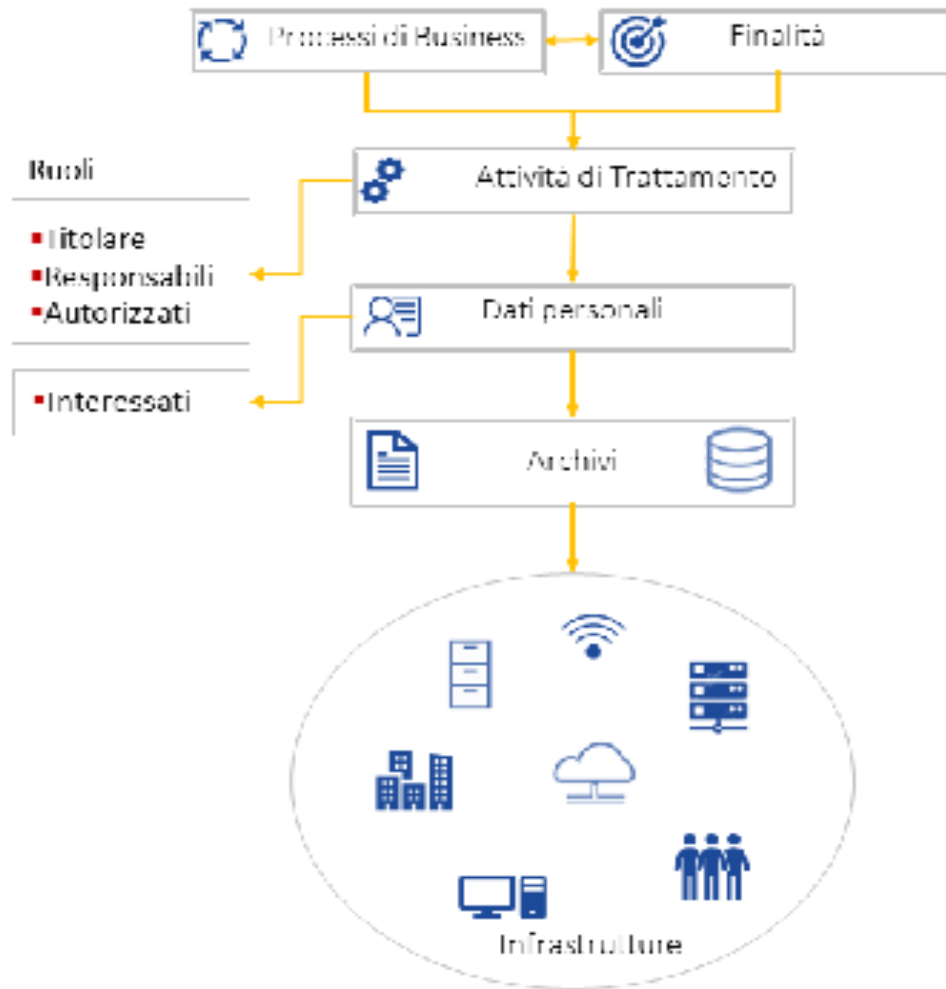 Processi di Business
Finalità
Attività di Trattamento
Ruoli
Titolare
Responsabili
Autorizzati
Dati personali
Interessati
Archivi
Infrastrutture